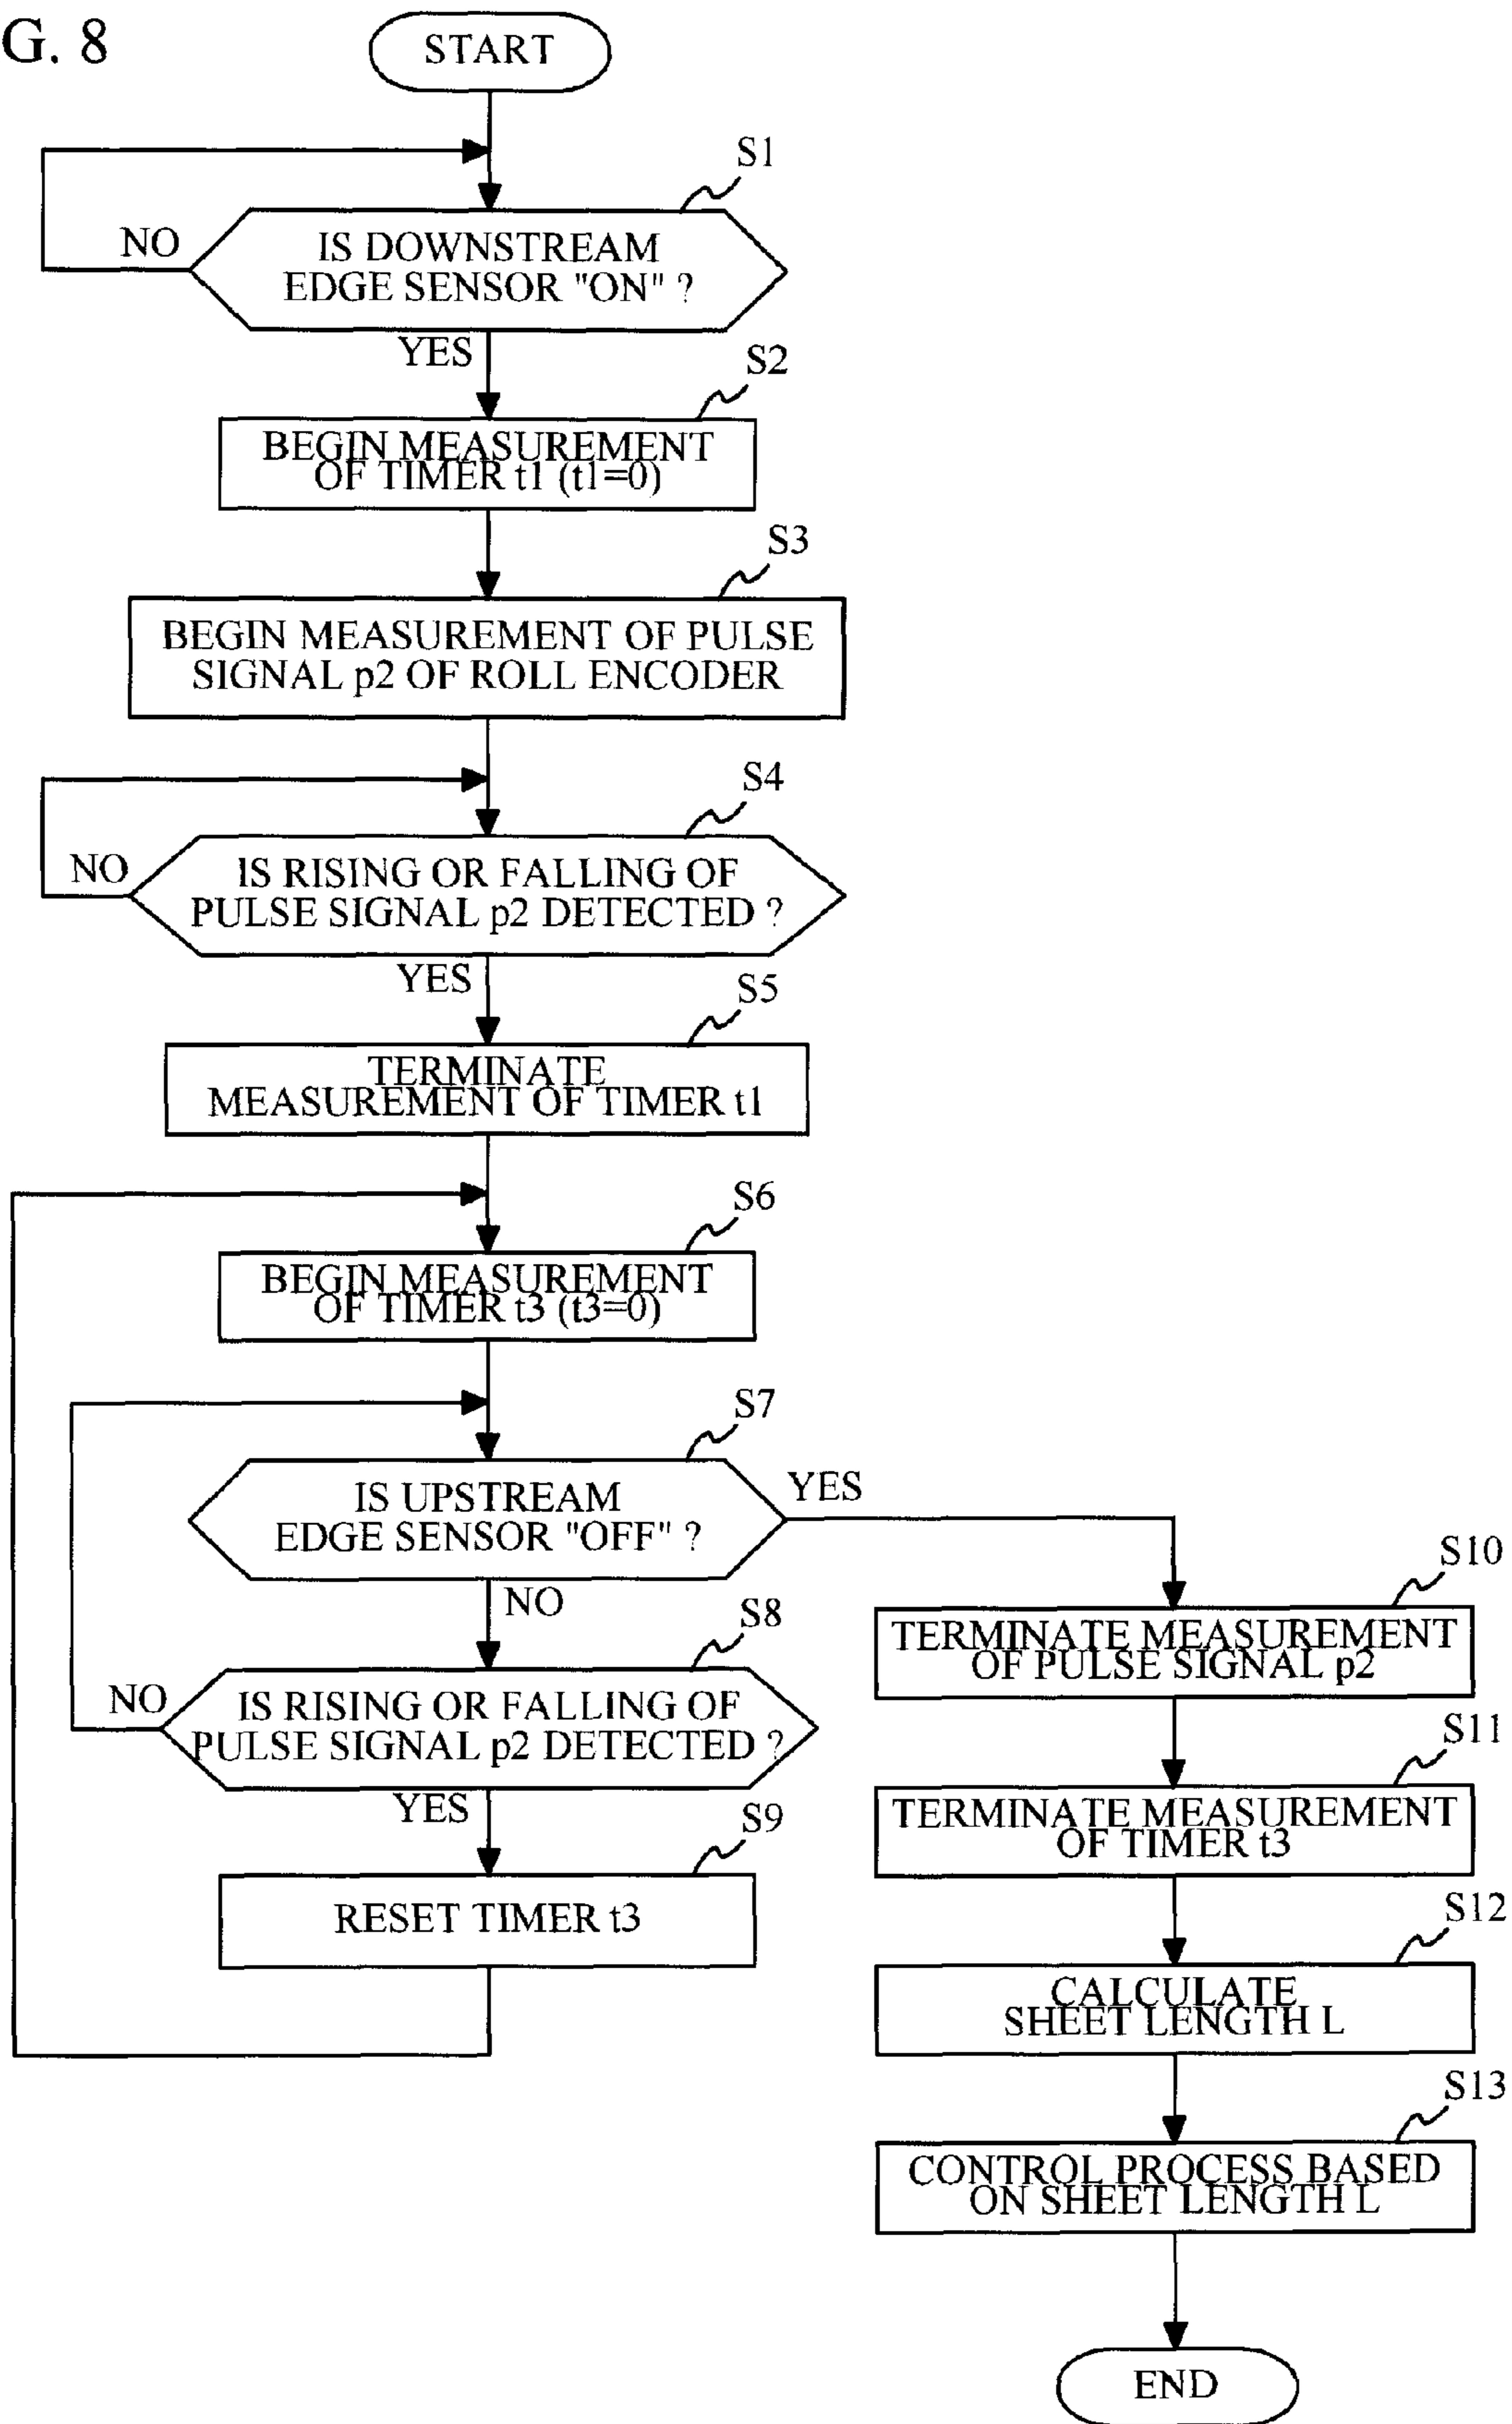 G. 8
START
S1
NO
IS DOWNSTREAM
EDGE SENSOR "ON" ?
YES
S2
BEGIN MEASUREMENT
OF TIMER t1 (t1=0)
S3
BEGIN MEASUREMENT OF PULSE
SIGNAL p2 OF ROLL ENCODER
S4
NO
IS RISING OR FALLING OF
PULSE SIGNAL p2 DETECTED ?
YES
S5
TERMINATE
MEASUREMENT OF TIMER t1
S6
BEGIN MEASUREMENT
OF TIMER t3 (t3=0)
S7
IS UPSTREAM
EDGE SENSOR "OFF" ?
YES
NO
S8
NO
IS RISING OR FALLING OF
PULSE SIGNAL p2 DETECTED ?
YES
S9
RESET TIMER t3
S10
TERMINATE MEASUREMENT
OF PULSE SIGNAL p2
S11
TERMINATE MEASUREMENT
OF TIMER t3
S12
CALCULATE
SHEET LENGTH L
S13
CONTROL PROCESS BASED
ON SHEET LENGTH L
END